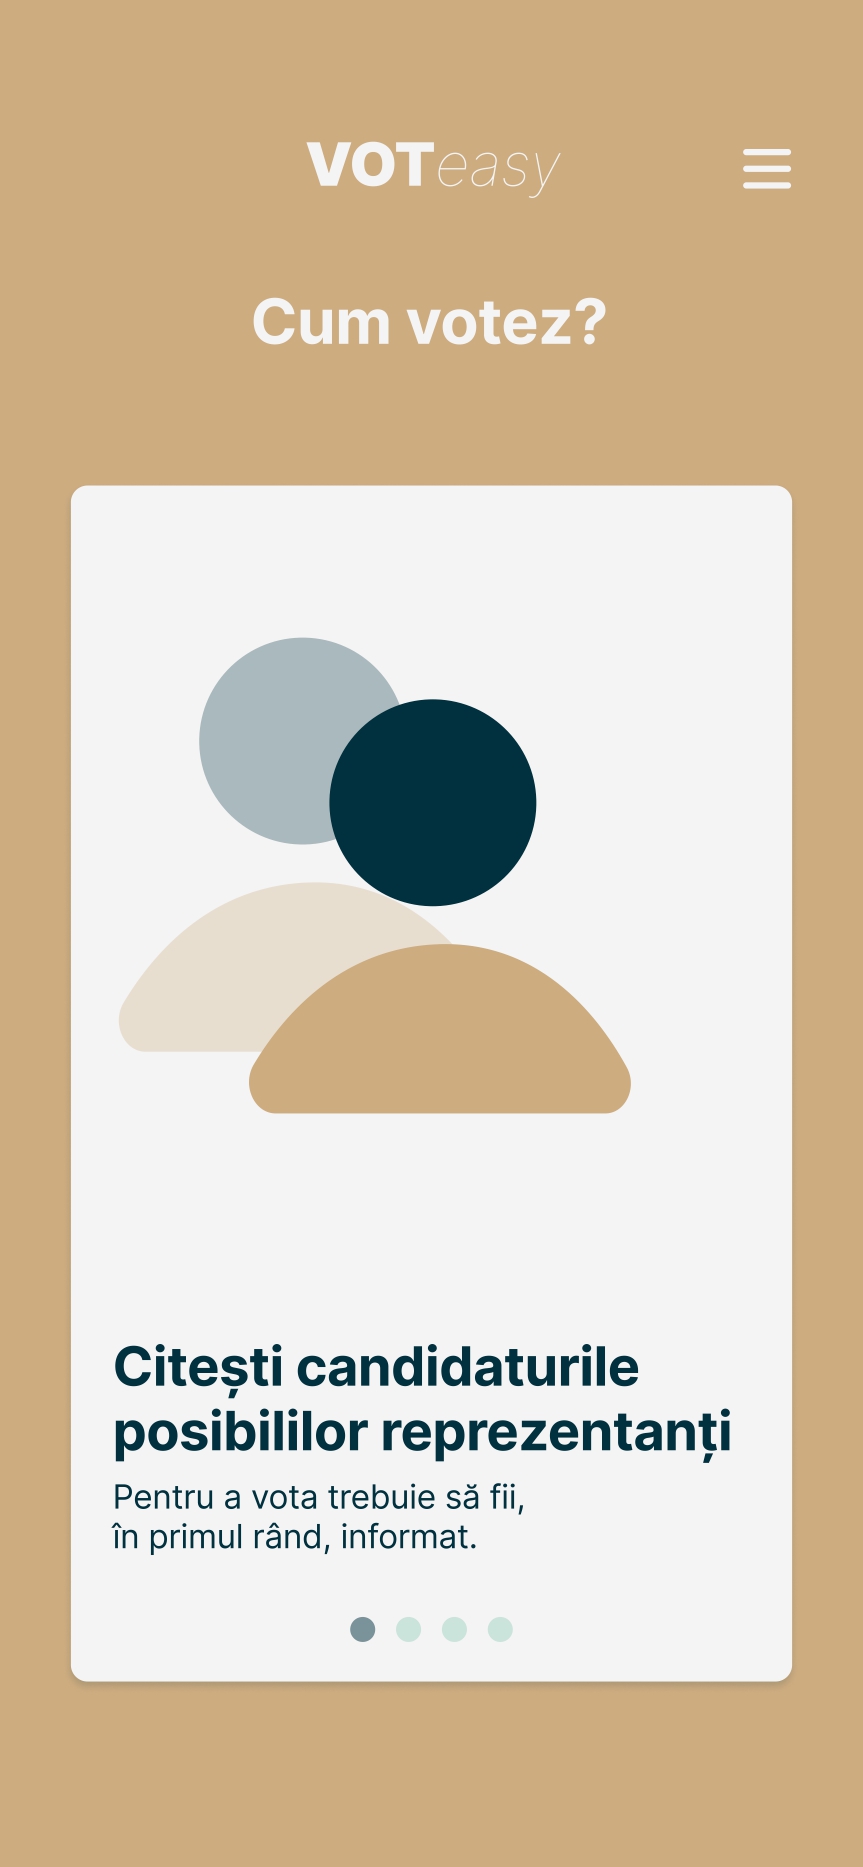 VOTeasy
Cum votez?
Citești candidaturile
posibililor reprezentanți
Pentru a vota trebuie să fii,
în primul rând, informat.